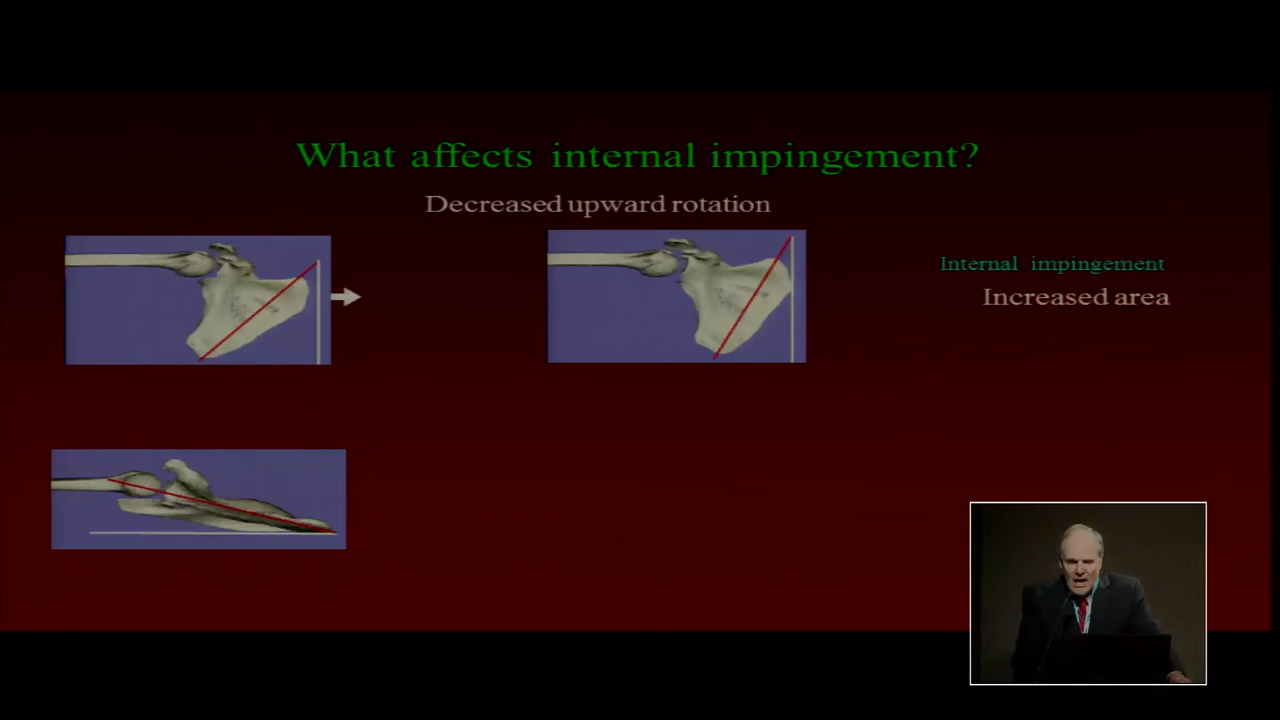 What affects internal impingement?
Decreased upward rotation
Internal impingement
Increased area